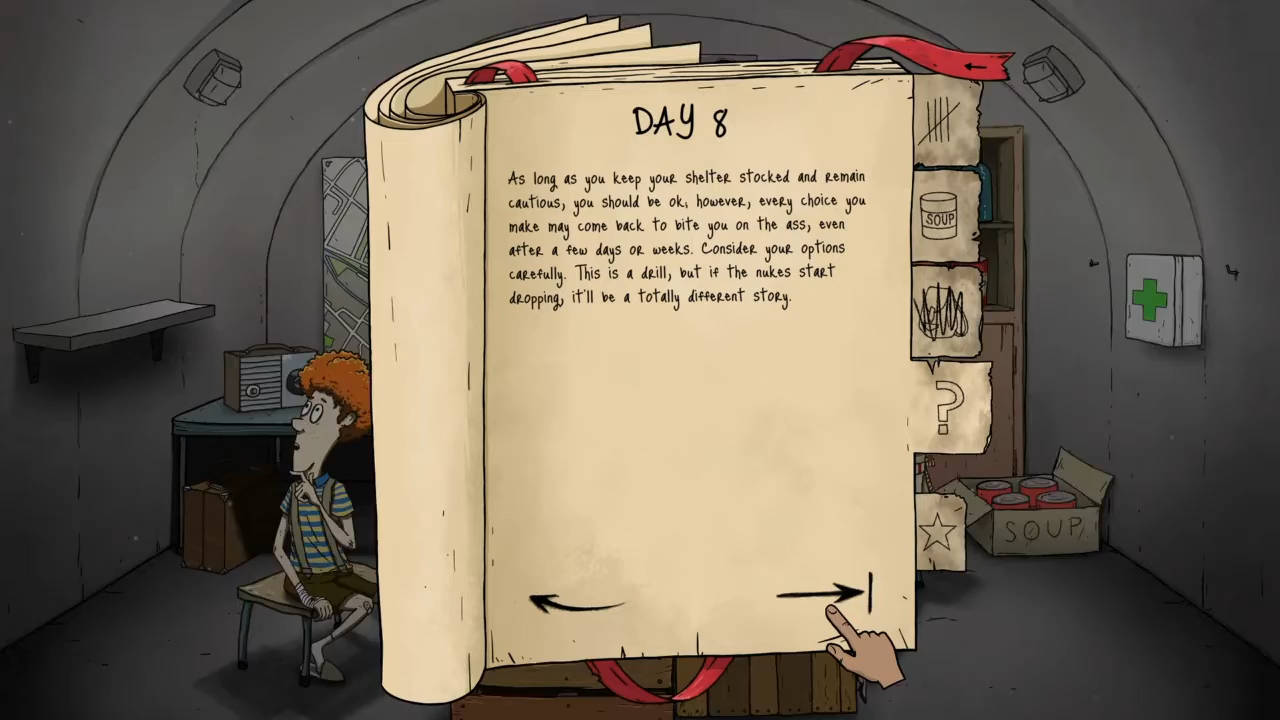 DAY 8
As long as you keep your shelter stocked and remain
cautious, you should be ok, however, every choice you
make may come back to bite you on the ass, even
after a few days or weeks. Consider your options
carefully. This is a drill, but if the nukes start
dropping, it'll be a totally different story.
SOUP
SOUP